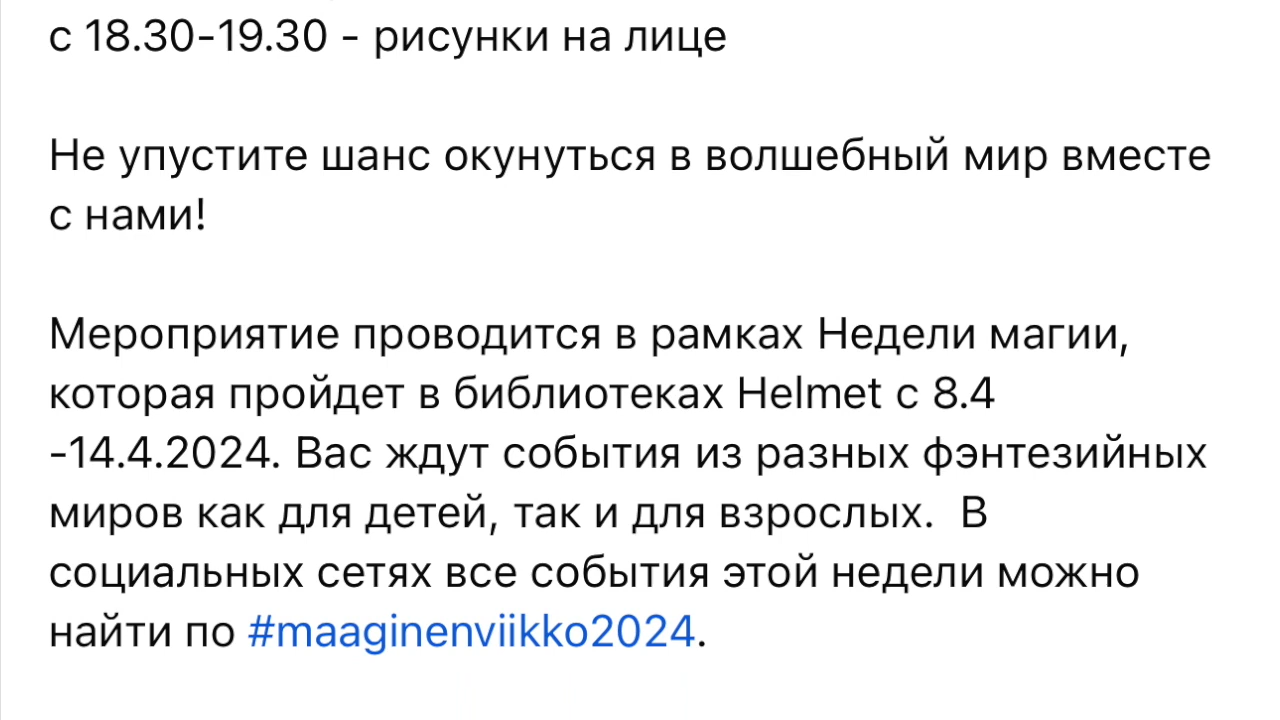 с 18.30-19.30 - рисунки на лице
Не упустите шанс окунуться в волшебный мир вместе
с нами!
Мероприятие проводится в рамках Недели магии,
которая пройдет в библиотеках Helmet с 8.4
-14.4.2024. Вас ждут события из разных фэнтезийных
миров как для детей, так и для взрослых.  В
социальных сетях все события этой недели можно
найти по #maaginenviikko2024.